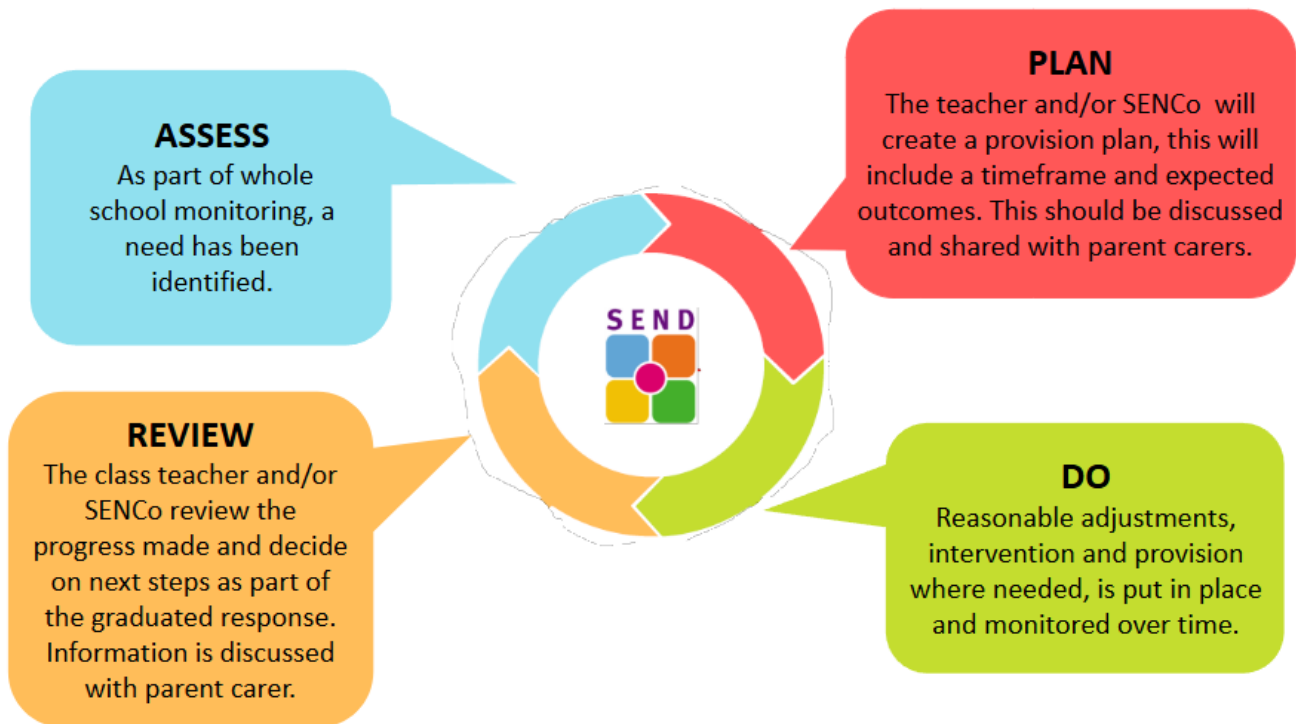 ASSESS
As part of whole
school monitoring, a
need has been
identified.
PLAN
The teacher and/or SENCo will
create a provision plan, this will
include a timeframe and expected
outcomes. This should be discussed
and shared with parent carers.
SEND
REVIEW
The class teacher and/or
SENCo review the
progress made and decide
on next steps as part of
the graduated response.
Information is discussed
with parent carer.
DO
Reasonable adjustments,
intervention and provision
where needed, is put in place
and monitored over time.